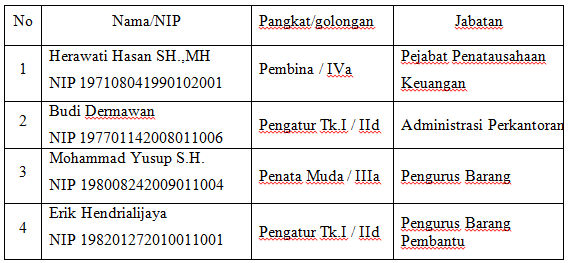 No Nama/NIP Pangkat/golongan Jabatan
1 Herawati Hasan SH.,MH NIP 197108041990102001 Pembina / IVa Pejabat Penatausahaan Keuangan
2 Budi Dermawan NIP 197701142008011006 Pengatur Tk.I / IId Administrasi Perkantoran
3 Mohammad Yusup S.H. NIP 198008242009011004 Penata Muda / IIIa Pengurus Barang
4 Erik Hendrialijaya NIP 198201272010011001 Pengatur Tk.I / IId Pengurus Barang Pembantu